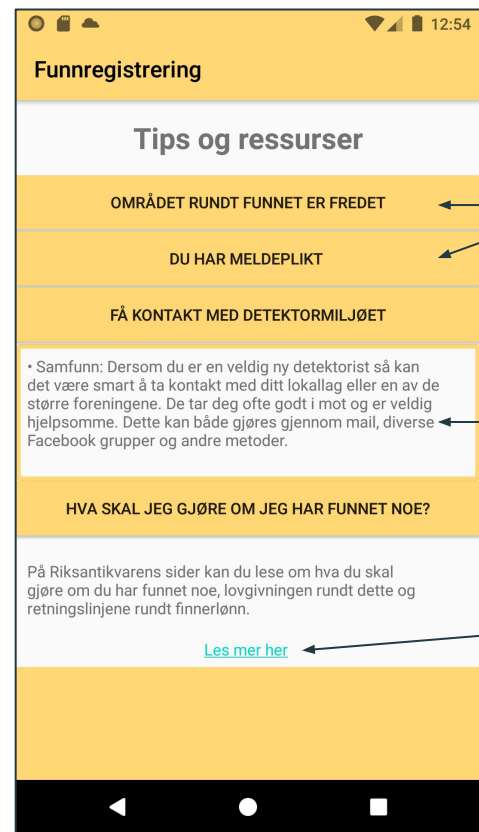 12:54
Funnregistrering
Tips og ressurser
OMRÅDET RUNDT FUNNET ER FREDET
DU HAR MELDEPLIKT
FÅ KONTAKT MED DETEKTORMILJØET
• Samfunn: Dersom du er en veldig ny detektorist så kan
det være smart å ta kontakt med ditt lokallag eller en av de
større foreningene. De tar deg ofte godt i mot og er veldig
hjelpsomme. Dette kan både gjøres gjennom mail, diverse
Facebook grupper og andre metoder.
HVA SKAL JEG GJØRE OM JEG HAR FUNNET NOE?
På Riksantikvarens sider kan du lese om hva du skal
gjøre om du har funnet noe, lovgivningen rundt dette og
retningslinjene rundt finnerlønn.
Les mer her